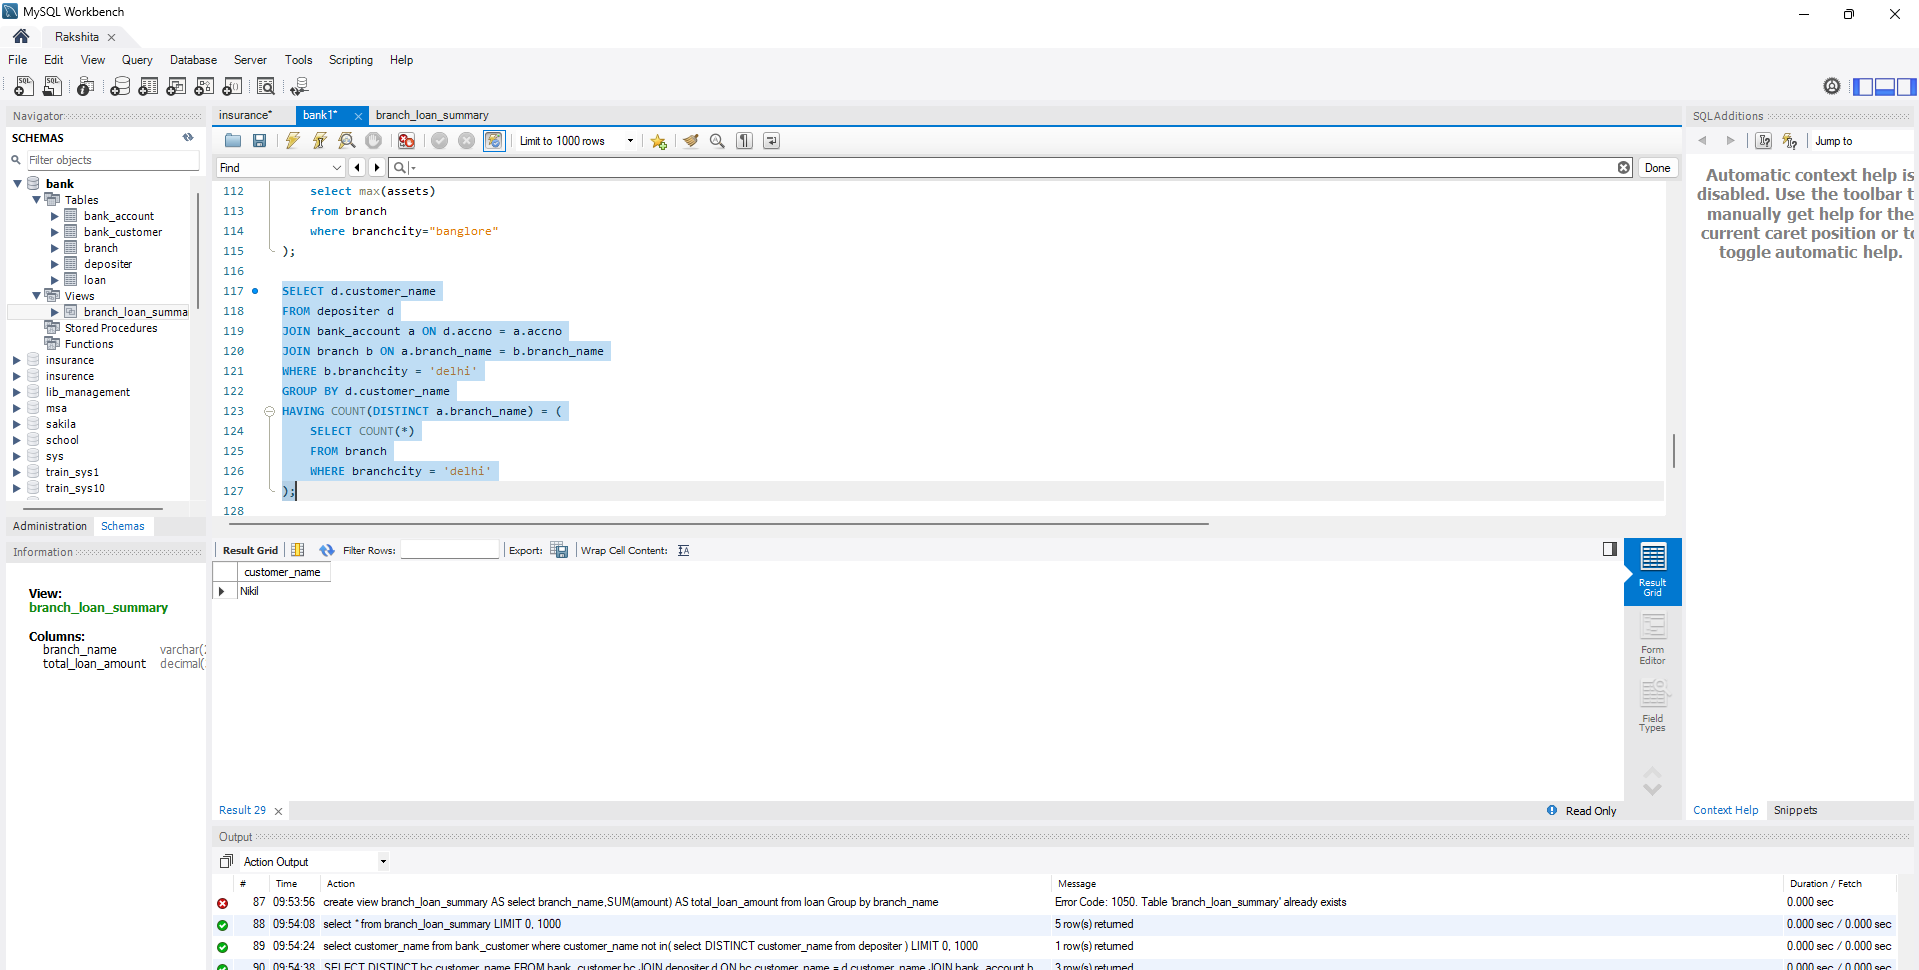 MySQL Workbench
Rakshita
File Edit View Query Database Server Tools Scripting Help
Navigator
SCHEMAS
Filter objects
bank
Tables
bank_account
bank_customer
branch
depositer
loan
Views
branch_loan_summa
Stored Procedures
Functions
insurance
insurence
lib_management
msa
sakila
school
sys
train_sys1
train_sys10
Administration Schemas
Information
View:
branch_loan_summary
Columns:
branch_name varchar(
total_loan_amount decimal(
insurance* bank1* branch_loan_summary
Limit to 1000 rows
Find Done
112 select max(assets)
113 from branch
114 where branchcity="banglore"
115 );
116
117 SELECT d.customer_name
118 FROM depositer d
119 JOIN bank_account a ON d.accno = a.accno
120 JOIN branch b ON a.branch_name = b.branch_name
121 WHERE b.branchcity = 'delhi'
122 GROUP BY d.customer_name
123 HAVING COUNT(DISTINCT a.branch_name) = (
124 SELECT COUNT(*)
125 FROM branch
126 WHERE branchcity = 'delhi'
127 );
128
Result Grid Filter Rows: Export: Wrap Cell Content:
customer_name
Nikil
Result Grid
Form Editor
Field Types
Result 29 Read Only
SQLAdditions
Jump to
Automatic context help is
disabled. Use the toolbar t
manually get help for the
current caret position or to
toggle automatic help.
Context Help Snippets
Output
Action Output
# Time Action Message Duration / Fetch
87 09:53:56 create view branch_loan_summary AS select branch_name,SUM(amount) AS total_loan_amount from loan Group by branch_name Error Code: 1050. Table 'branch_loan_summary' already exists 0.000 sec
88 09:54:08 select * from branch_loan_summary LIMIT 0, 1000 5 row(s) returned 0.000 sec / 0.000 sec
89 09:54:24 select customer_name from bank_customer where customer_name not in( select DISTINCT customer_name from depositer ) LIMIT 0, 1000 1 row(s) returned 0.000 sec / 0.000 sec
90 09:54:38 SELECT DISTINCT bc.customer_name FROM bank_customer bc JOIN depositer d ON bc.customer_name = d.customer_name JOIN bank_account b 3 row(s) returned 0.000 sec / 0.000 sec